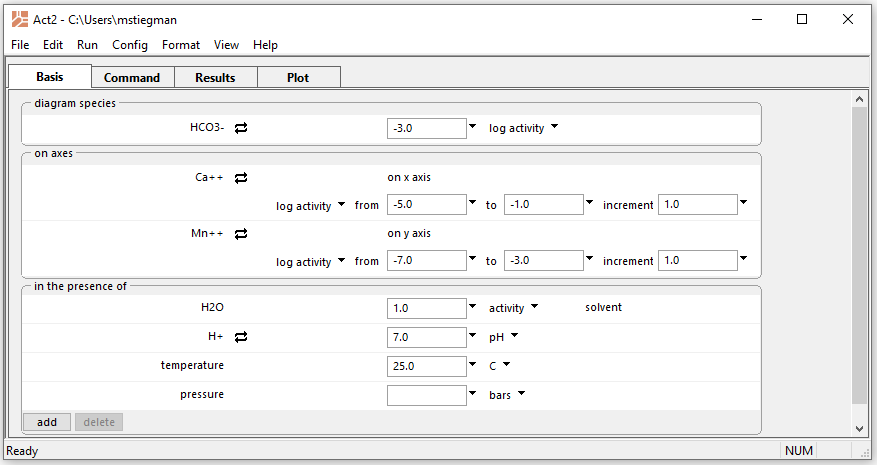 Act2 - C:\Users\mstiegman
File Edit Run Config Format View Help
Basis Command Results Plot
diagram species
HCO3- -3.0 log activity
on axes
Ca++ on x axis
log activity from -5.0 to -1.0 increment 1.0
Mn++ on y axis
log activity from -7.0 to -3.0 increment 1.0
in the presence of
H2O 1.0 activity solvent
H+ 7.0 pH
temperature 25.0 C
pressure bars
add delete
Ready NUM